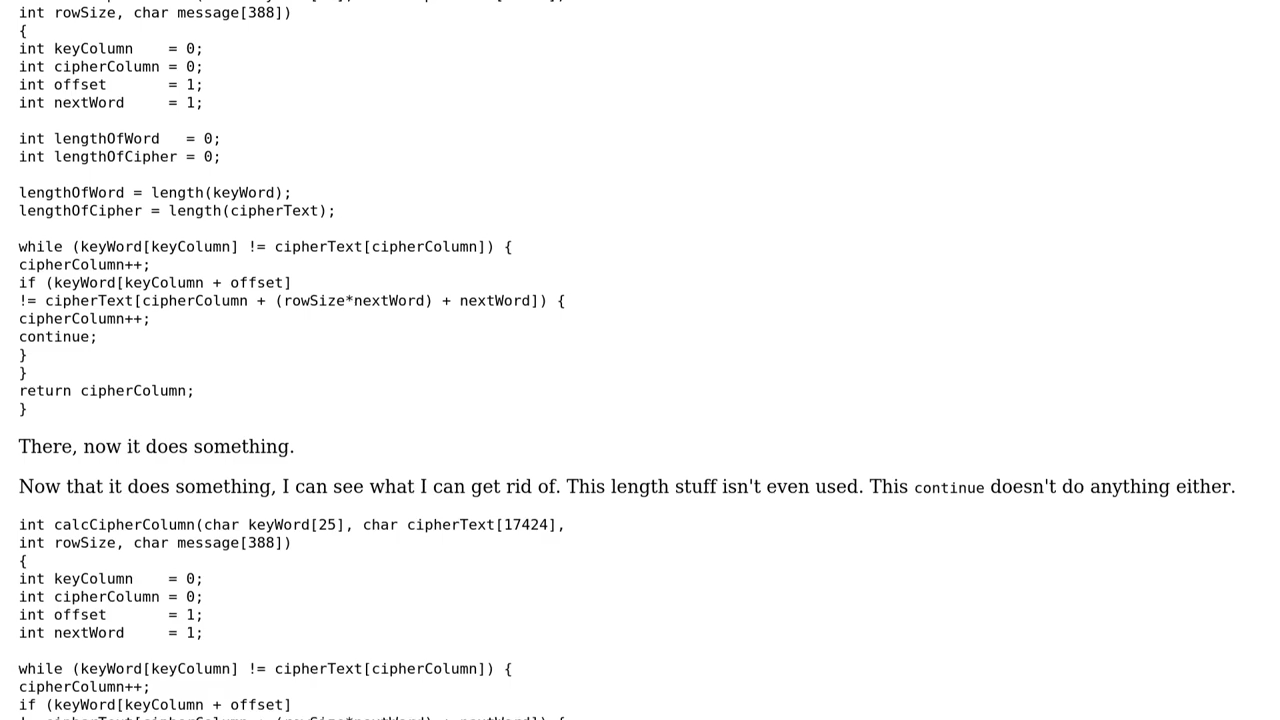 int rowSize, char message[388])
{
int keyColumn    = 0;
int cipherColumn = 0;
int offset       = 1;
int nextWord     = 1;

int lengthOfWord   = 0;
int lengthOfCipher = 0;

lengthOfWord = length(keyWord);
lengthOfCipher = length(cipherText);

while (keyWord[keyColumn] != cipherText[cipherColumn]) {
cipherColumn++;
if (keyWord[keyColumn + offset]
!= cipherText[cipherColumn + (rowSize*nextWord) + nextWord]) {
cipherColumn++;
continue;
}
}
return cipherColumn;
}

There, now it does something.

Now that it does something, I can see what I can get rid of. This length stuff isn't even used. This continue doesn't do anything either.

int calcCipherColumn(char keyWord[25], char cipherText[17424],
int rowSize, char message[388])
{
int keyColumn    = 0;
int cipherColumn = 0;
int offset       = 1;
int nextWord     = 1;

while (keyWord[keyColumn] != cipherText[cipherColumn]) {
cipherColumn++;
if (keyWord[keyColumn + offset]